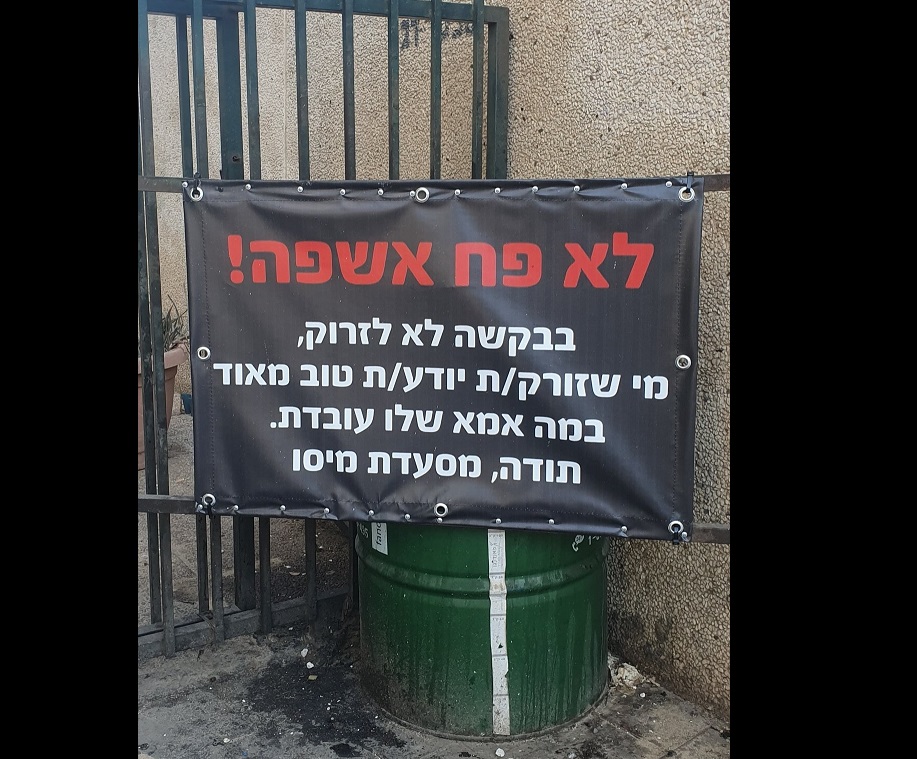 לא פח אשפה!
בבקשה לא לזרוק,
מי שזורק/ת יודע/ת טוב מאוד
במה אמא שלו עובדת.
תודה, מסעדת מיסו